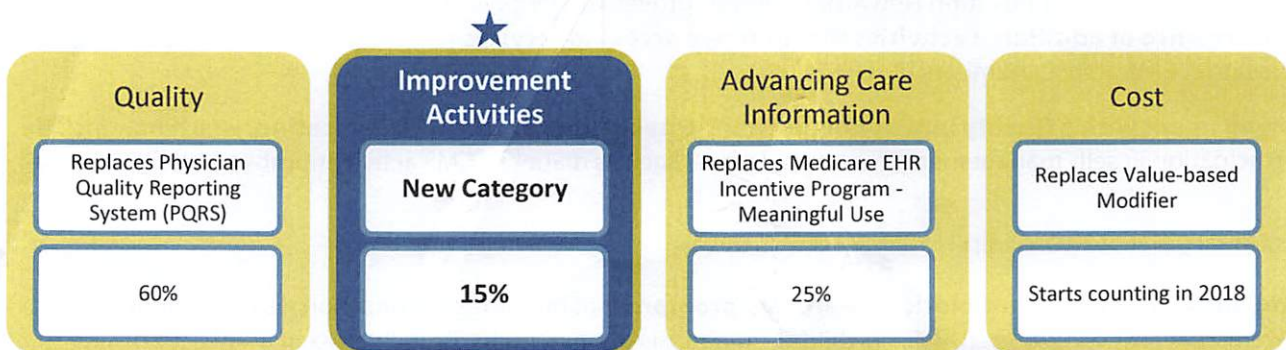 Quality
Replaces Physician
Quality Reporting
System (PQRS)
60%
Improvement
Activities
New Category
15%
Advancing Care
Information
Replaces Medicare EHR
Incentive Program -
Meaningful Use
25%
Cost
Replaces Value-based
Modifier
Starts counting in 2018